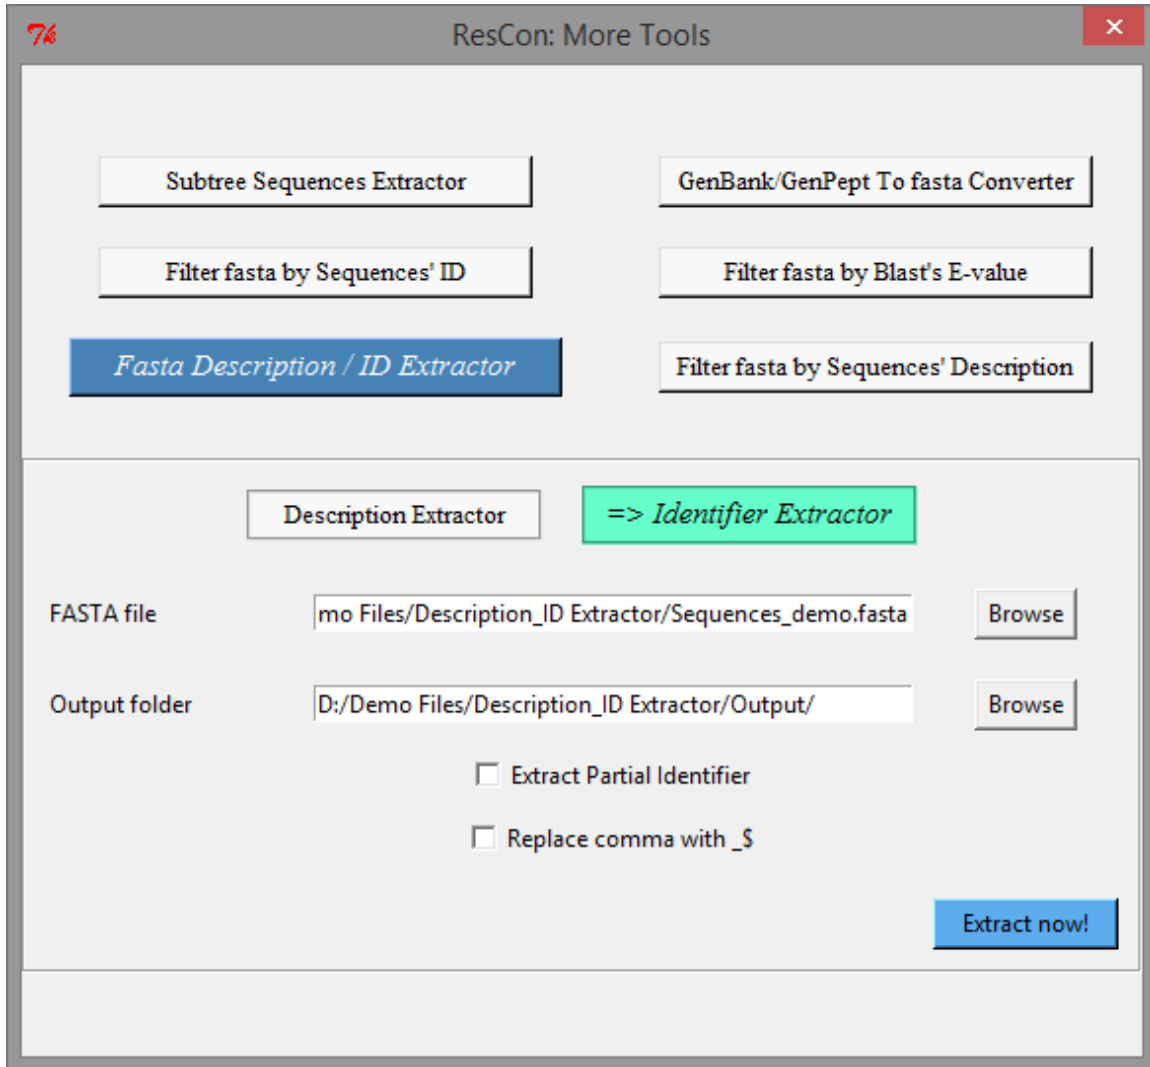 ResCon: More Tools
Subtree Sequences Extractor
GenBank/GenPept To fasta Converter
Filter fasta by Sequences' ID
Filter fasta by Blast's E-value
Fasta Description / ID Extractor
Filter fasta by Sequences' Description
Description Extractor
=> Identifier Extractor
FASTA file
mo Files/Description_ID Extractor/Sequences_demo.fasta
Browse
Output folder
D:/Demo Files/Description_ID Extractor/Output/
Browse
Extract Partial Identifier
Replace comma with _$
Extract now!